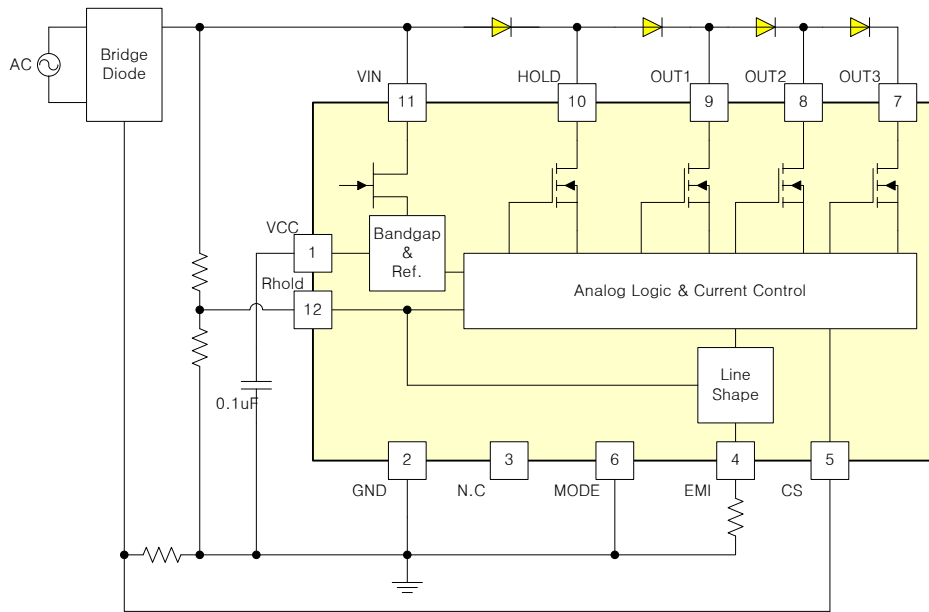 AC
Bridge
Diode
VIN
HOLD
OUT1
OUT2
OUT3
11
10
9
8
7
VCC
1
Bandgap
&
Ref.
Rhold
12
Analog Logic & Current Control
Line
Shape
0.1uF
2
3
6
4
5
GND
N.C
MODE
EMI
CS